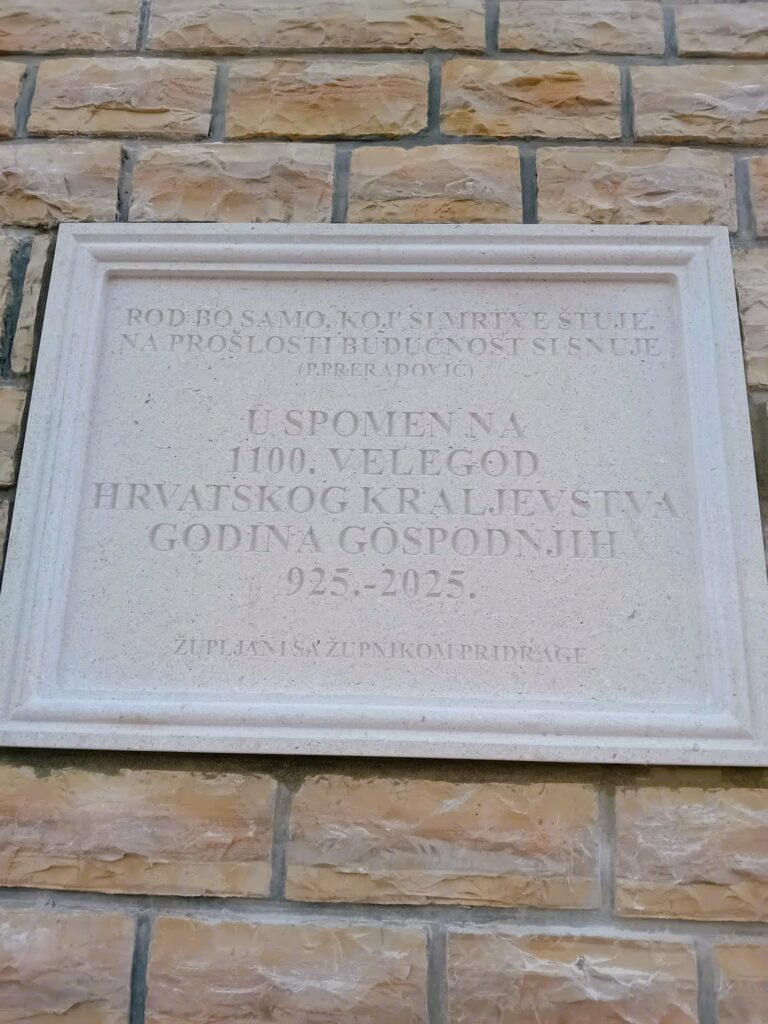 ROD BO SAMO, KOJ' SI MRTVE ŠTUJE,
NA PROŠLOSTI BUDUĆNOST SI SNUJE
(P.PRERADOVIĆ)
U SPOMEN NA
1100. VELEGOD
HRVATSKOG KRALJEVSTVA
GODINA GOSPODNJIH
925.-2025.
ŽUPLJANI SA ŽUPNIKOM PRIDRAGE